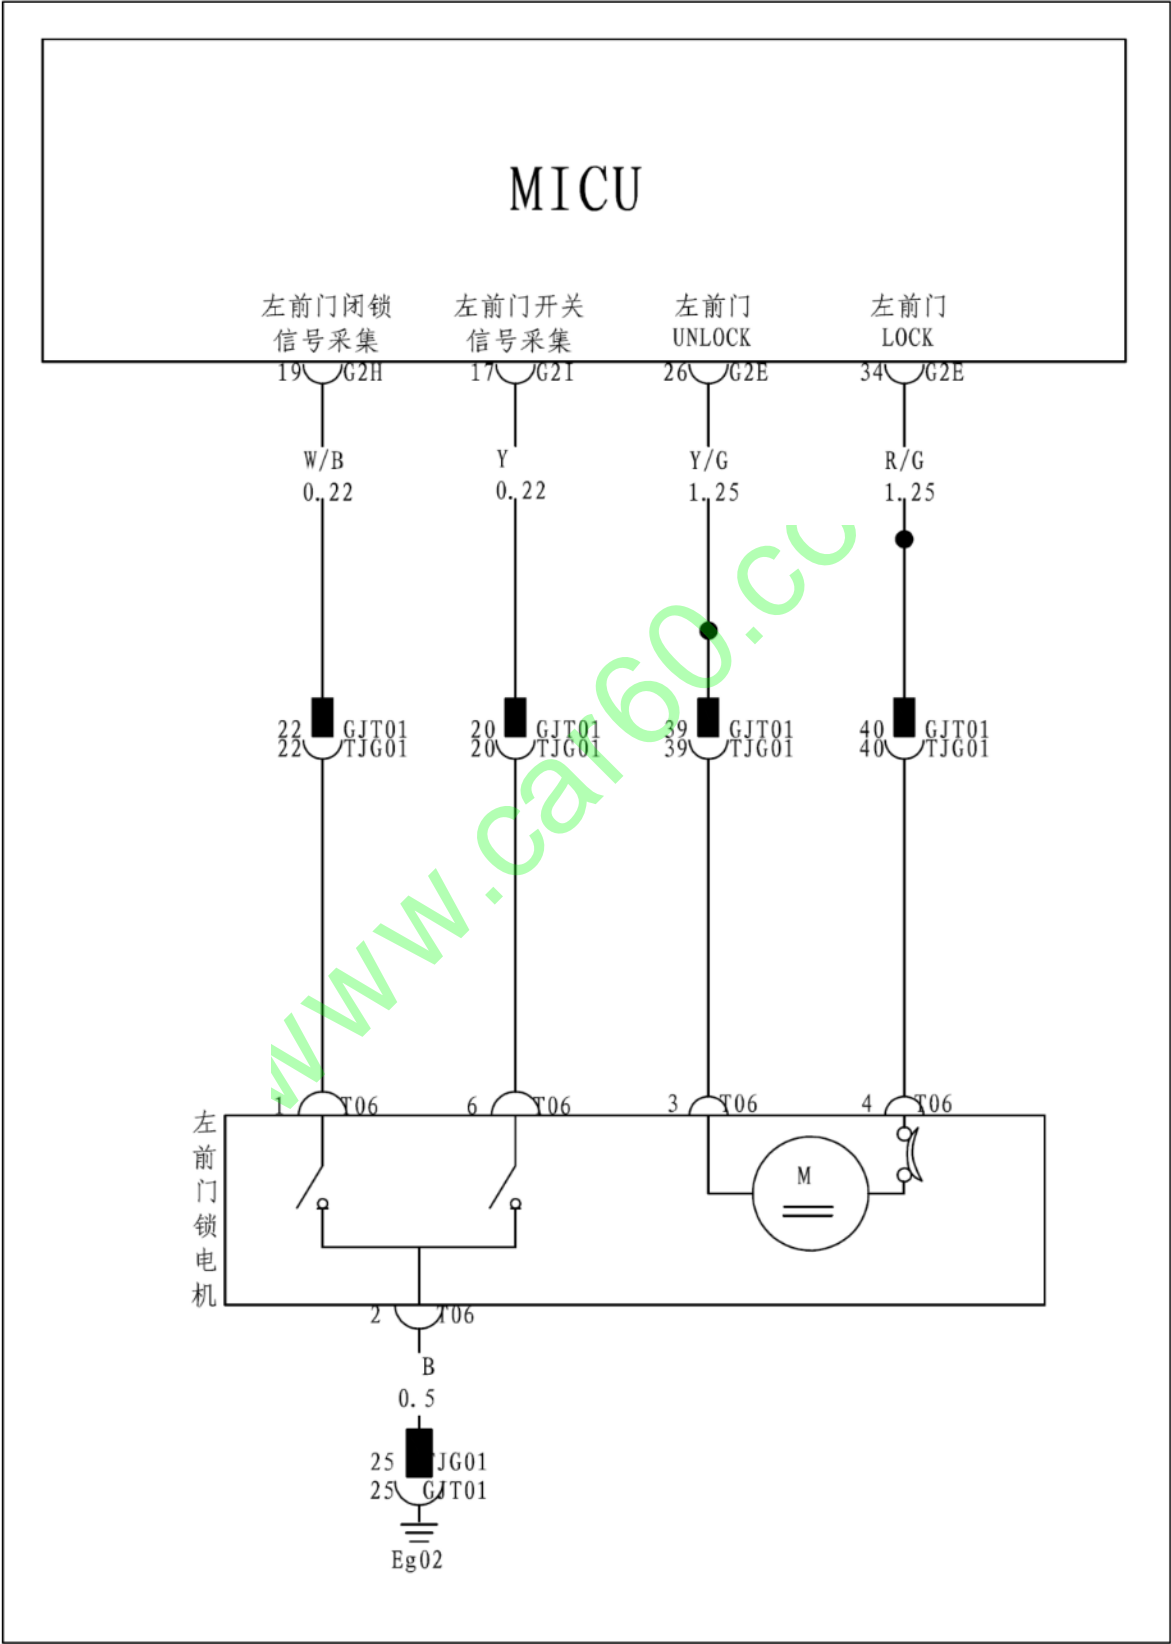 MICU
左前门闭锁 左前门开关 左前门 左前门
信号采集 信号采集 UNLOCK LOCK
19 G2H 17 G2I 26 G2E 34 G2E
W/B Y Y/G R/G
0.22 0.22 1.25 1.25
22 GJT01 20 GJT01 39 GJT01 40 GJT01
22 TJG01 20 TJG01 39 TJG01 40 TJG01
www.car60.co
1 T06 6 T06 3 T06 4 T06
左前门锁电机
M
2 T06
B
0.5
25 TJG01
25 GJT01
Eg02